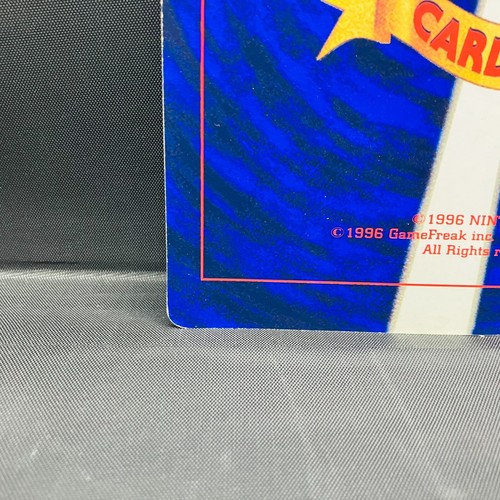 CARD
© 1996 NIN
© 1996 GameFreak inc.
All Rights r